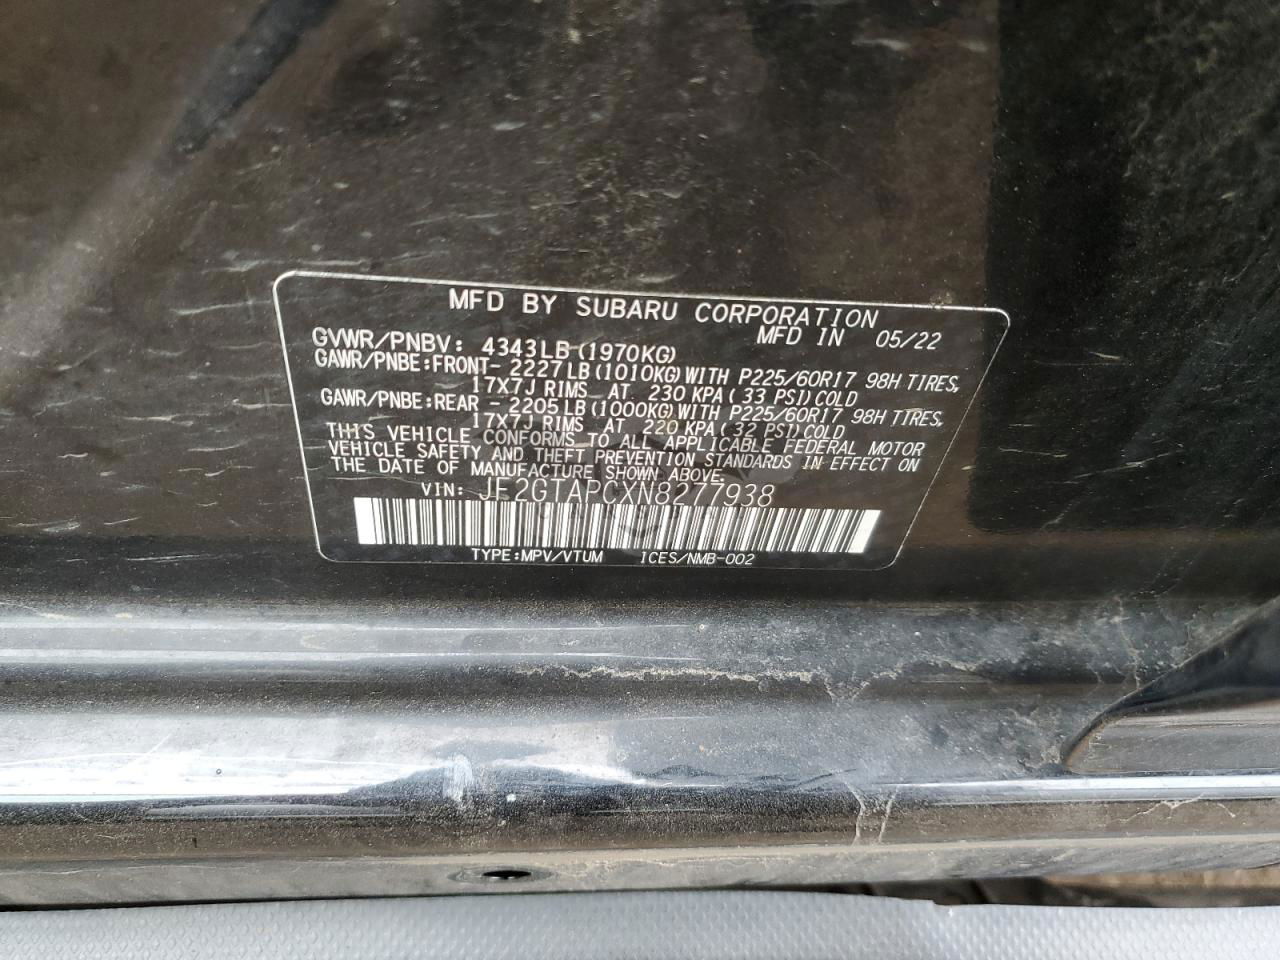 MFD BY SUBARU CORPORATION
MFD IN 05/22
GVWR/PNBV: 4343LB (1970KG)
GAWR/PNBE:FRONT- 2227LB (1010KG) WITH P225/60R17 98H TIRES,
17X7J RIMS AT 230 KPA (33 PSI) COLD
GAWR/PNBE:REAR - 2205LB (1000KG) WITH P225/60R17 98H TIRES,
17X7J RIMS AT 220 KPA (32 PSI) COLD
THIS VEHICLE CONFORMS TO ALL APPLICABLE FEDERAL MOTOR
VEHICLE SAFETY AND THEFT PREVENTION STANDARDS IN EFFECT ON
THE DATE OF MANUFACTURE SHOWN ABOVE.
VIN: JF2GTAPCXN8277938
TYPE:MPV/VTUM ICES/NMB-002